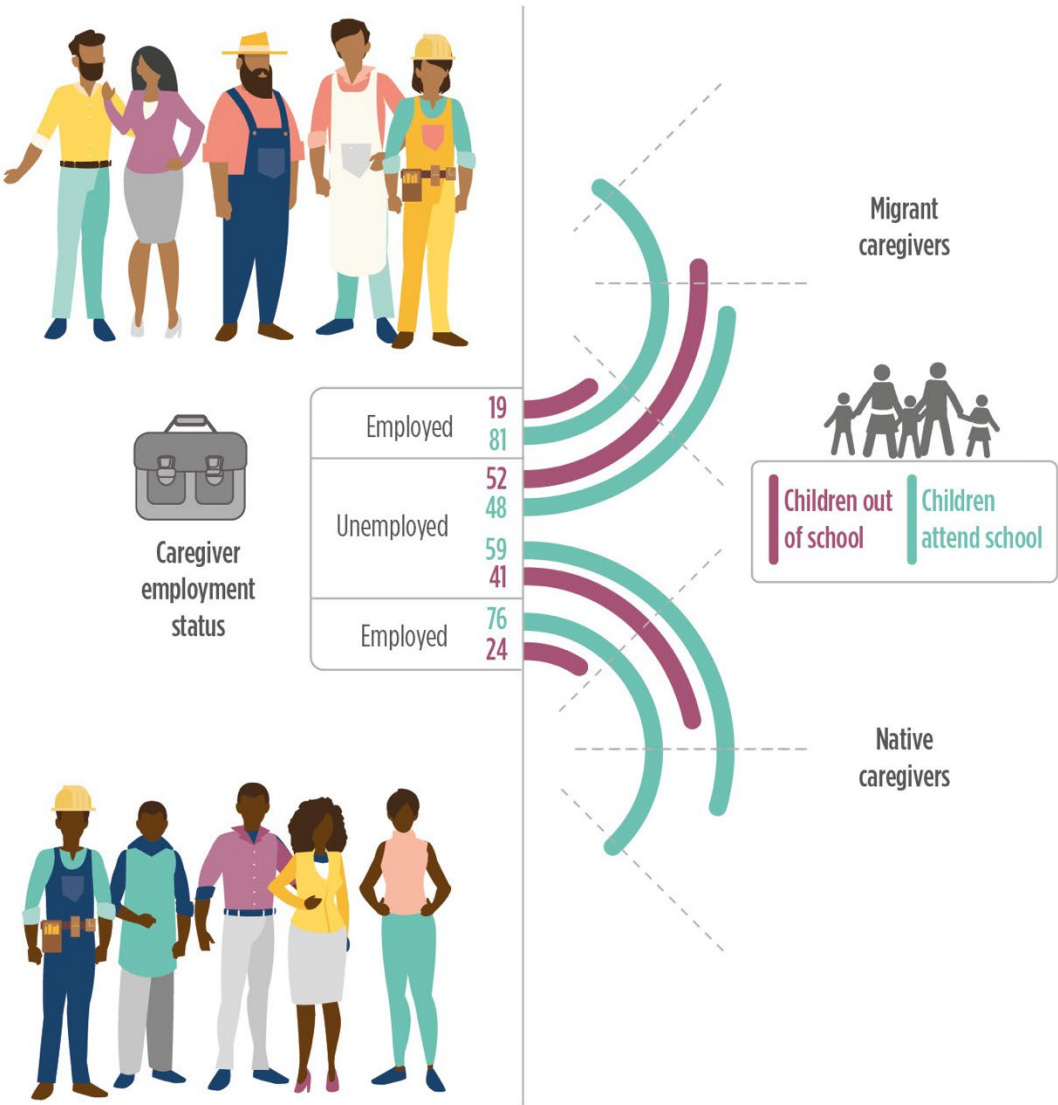 Migrant
caregivers
Employed
19
81
Unemployed
52
48
59
41
Employed
76
24
Caregiver
employment
status
Children out
of school
Children
attend school
Native
caregivers